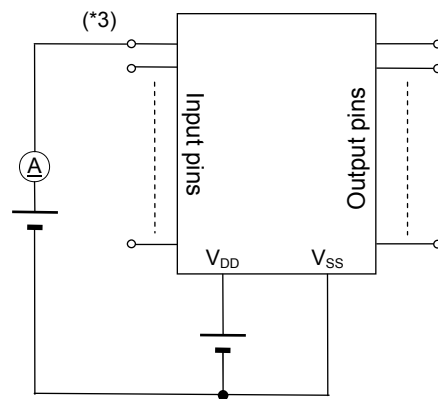 (*3)
Input pins
Output pins
A
VDD
VSS